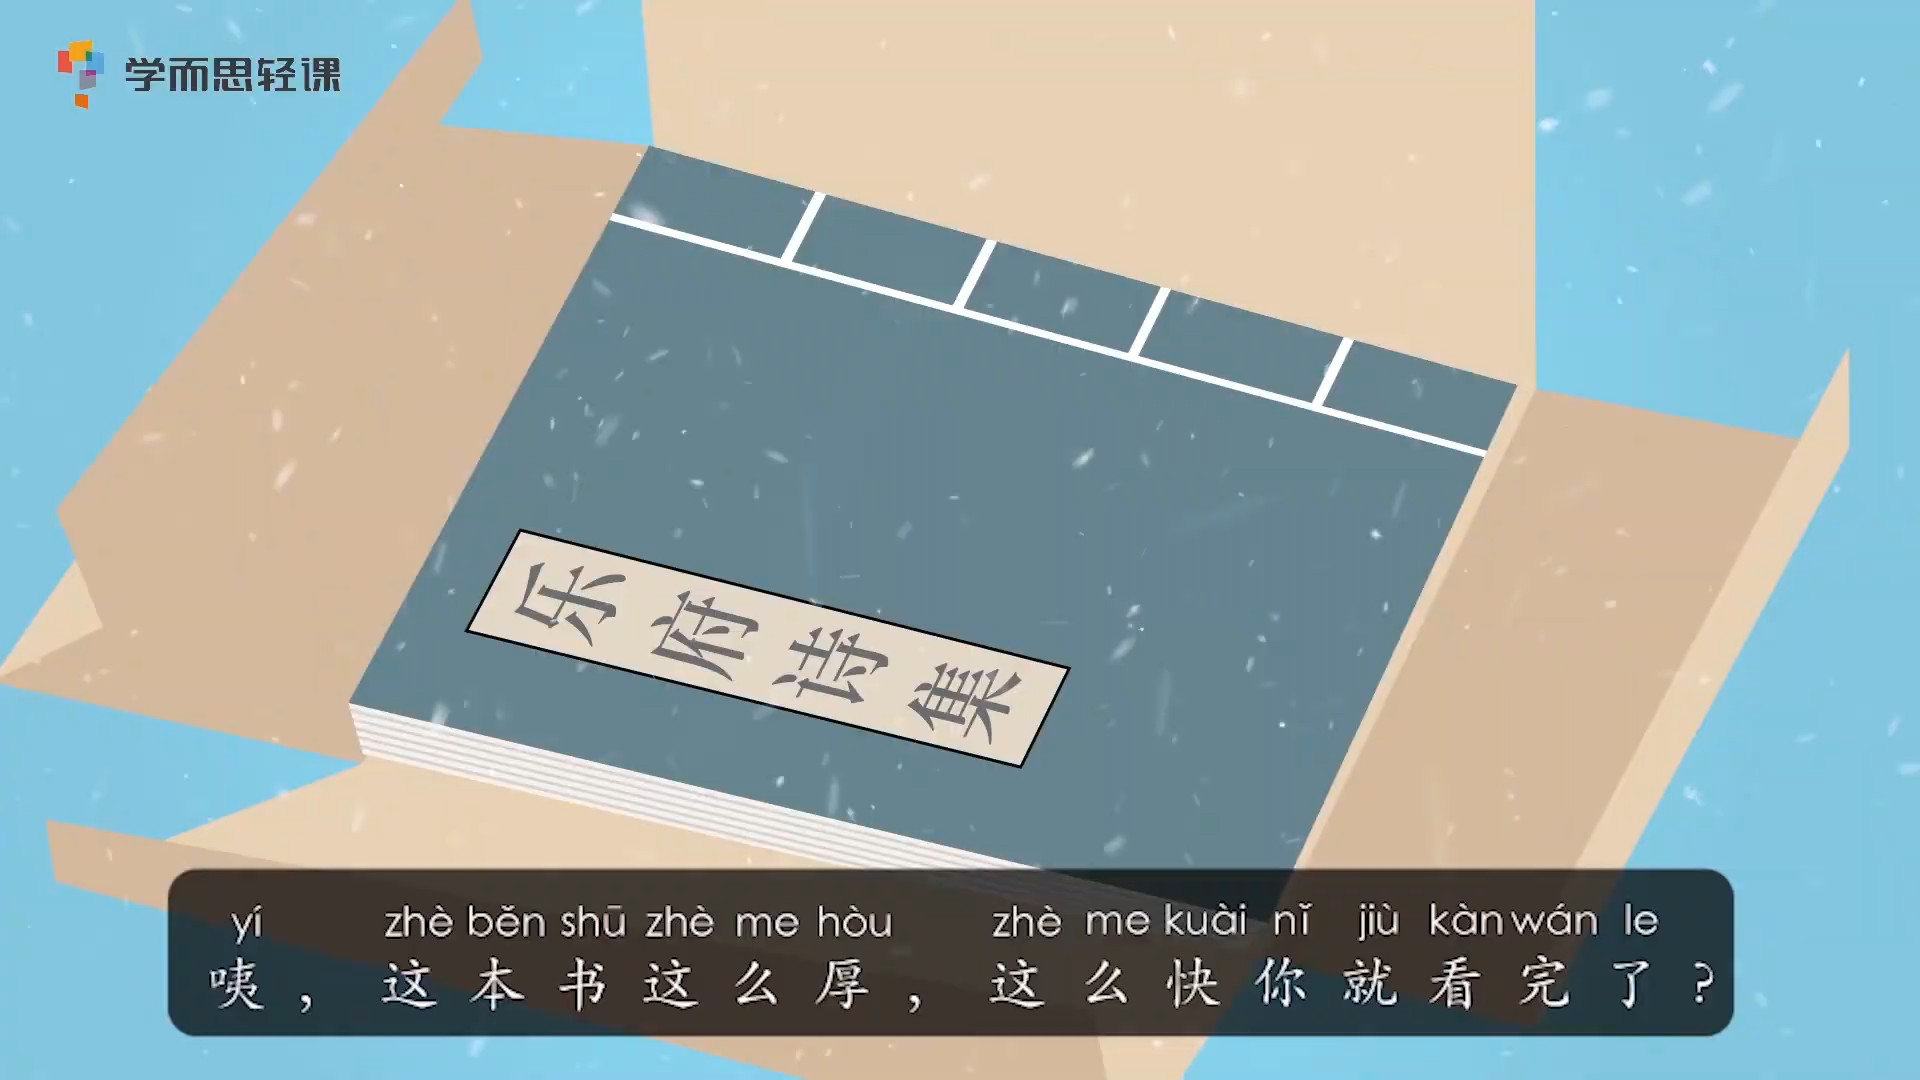 学而思轻课
乐府诗集
yí zhè běn shū zhè me hòu zhè me kuài nǐ jiù kàn wán le
咦，这本书这么厚，这么快你就看完了？